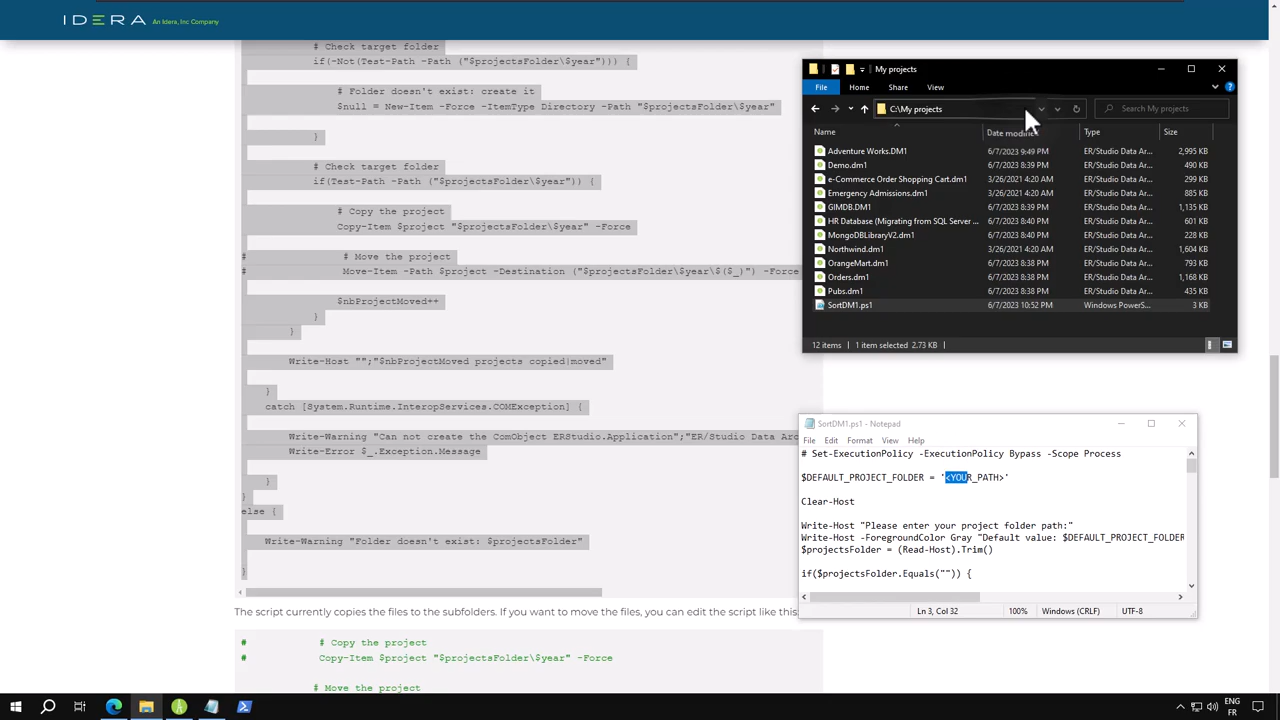 IDERA An Idera, Inc Company
# Check target folder
if(-Not(Test-Path -Path ("$projectsFolder\$year"))) {
# Folder doesn't exist: create it
$null = New-Item -Force -ItemType Directory -Path "$projectsFolder\$year"
}
# Check target folder
if(Test-Path -Path ("$projectsFolder\$year")) {
# Copy the project
Copy-Item $project "$projectsFolder\$year" -Force
# # Move the project
# Move-Item -Path $project -Destination ("$projectsFolder\$year\$($_)") -Force
$nbProjectMoved++
}
}
Write-Host "";"$nbProjectMoved projects copied|moved"
}
catch [System.Runtime.InteropServices.COMException] {
Write-Warning "Can not create the ComObject ERStudio.Application";"ER/Studio Data Ar
Write-Error $_.Exception.Message
}
}
else {
Write-Warning "Folder doesn't exist: $projectsFolder"
}
The script currently copies the files to the subfolders. If you want to move the files, you can edit the script like this
# # Copy the project
# Copy-Item $project "$projectsFolder\$year" -Force
# Move the project
My projects
File Home Share View
C:\My projects Search My projects
Name Date modified Type Size
Adventure Works.DM1 6/7/2023 9:49 PM ER/Studio Data Ar... 2,995 KB
Demo.dm1 6/7/2023 8:39 PM ER/Studio Data Ar... 490 KB
e-Commerce Order Shopping Cart.dm1 3/26/2021 4:20 AM ER/Studio Data Ar... 299 KB
Emergency Admissions.dm1 3/26/2021 4:20 AM ER/Studio Data Ar... 885 KB
GIMDB.DM1 6/7/2023 8:39 PM ER/Studio Data Ar... 1,135 KB
HR Database (Migrating from SQL Server ... 6/7/2023 8:40 PM ER/Studio Data Ar... 601 KB
MongoDBLibraryV2.dm1 6/7/2023 8:40 PM ER/Studio Data Ar... 228 KB
Northwind.dm1 3/26/2021 4:20 AM ER/Studio Data Ar... 1,604 KB
OrangeMart.dm1 6/7/2023 8:38 PM ER/Studio Data Ar... 793 KB
Orders.dm1 6/7/2023 8:38 PM ER/Studio Data Ar... 1,168 KB
Pubs.dm1 6/7/2023 8:38 PM ER/Studio Data Ar... 435 KB
SortDM1.ps1 6/7/2023 10:52 PM Windows PowerS... 3 KB
12 items 1 item selected 2,73 KB
SortDM1.ps1 - Notepad
File Edit Format View Help
# Set-ExecutionPolicy -ExecutionPolicy Bypass -Scope Process
$DEFAULT_PROJECT_FOLDER = '<YOUR_PATH>'
Clear-Host
Write-Host "Please enter your project folder path:"
Write-Host -ForegroundColor Gray "Default value: $DEFAULT_PROJECT_FOLDER
$projectsFolder = (Read-Host).Trim()
if($projectsFolder.Equals("")) {
Ln 3, Col 32 100% Windows (CRLF) UTF-8
ENG
FR